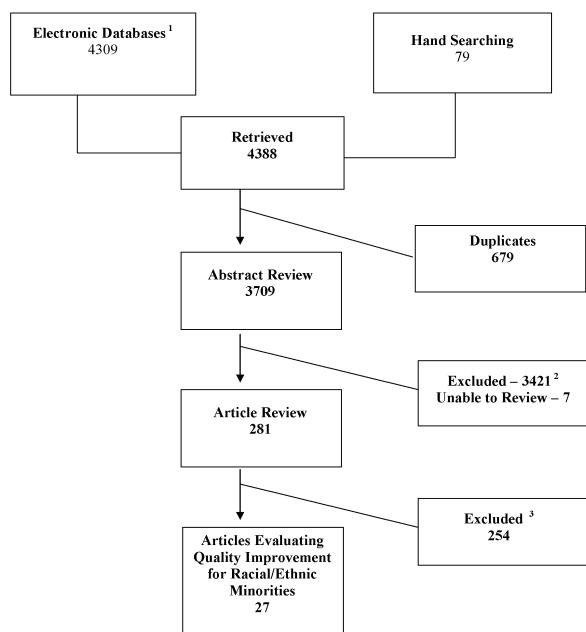 Electronic Databases 1
4309
Hand Searching
79
Retrieved
4388
Duplicates
679
Abstract Review
3709
Excluded – 3421 2
Unable to Review – 7
Article Review
281
Excluded 3
254
Articles Evaluating
Quality Improvement
for Racial/Ethnic
Minorities
27